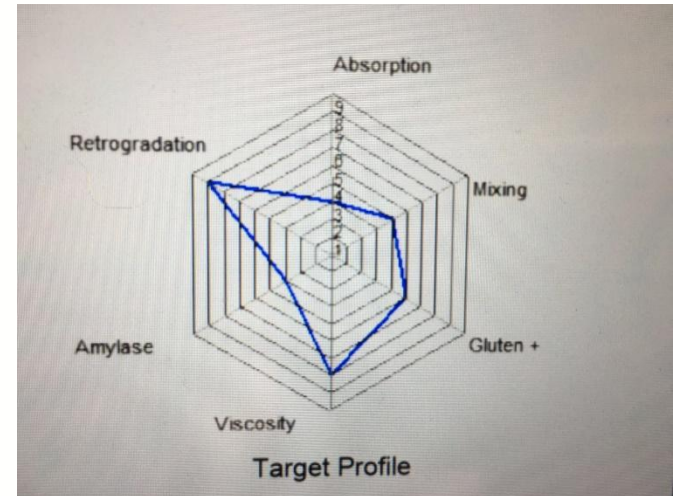 Absorption
Retrogradation
Mixing
Amylase
Gluten +
Viscosity
Target Profile